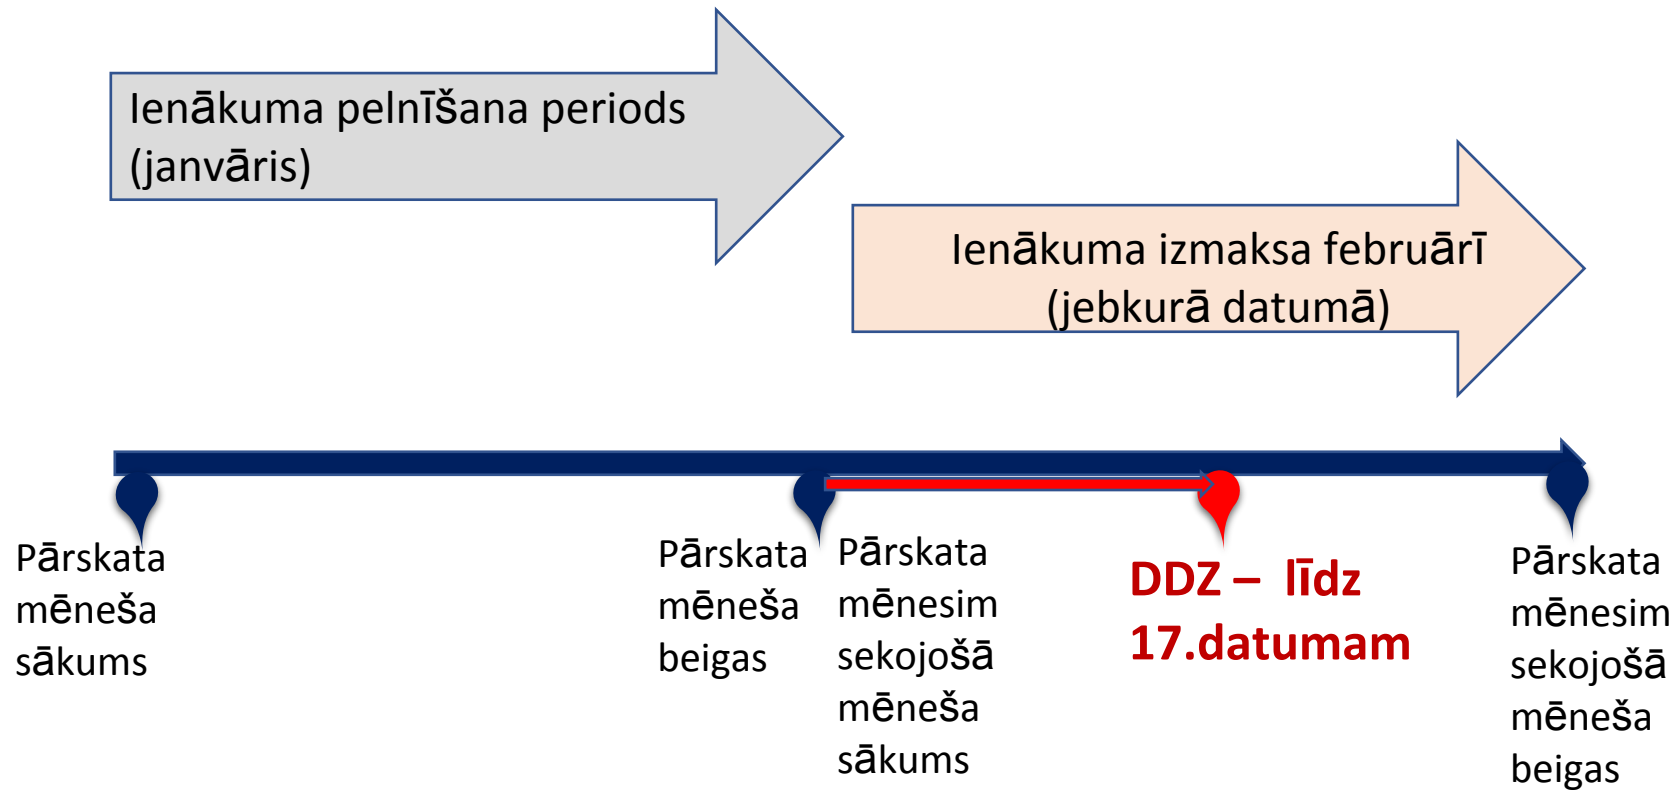 Ienākuma pelnīšana periods
(janvāris)
Ienākuma izmaksa februārī
(jebkurā datumā)
Pārskata
mēneša
sākums
Pārskata
mēneša
beigas
Pārskata
mēnesim
sekojošā
mēneša
sākums
DDZ – līdz
17.datumam
Pārskata
mēnesim
sekojošā
mēneša
beigas